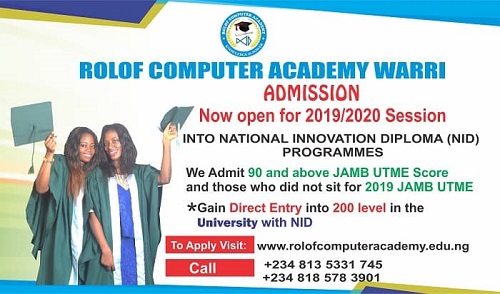 ROLOF COMPUTER ACADEMY
ROLOF COMPUTER ACADEMY WARRI
ADMISSION
Now open for 2019/2020 Session
INTO NATIONAL INNOVATION DIPLOMA (NID)
PROGRAMMES
We Admit 90 and above JAMB UTME Score
and those who did not sit for 2019 JAMB UTME
*Gain Direct Entry into 200 level in the
University with NID
To Apply Visit: www.rolofcomputeracademy.edu.ng
Call +234 813 5331 745
+234 818 578 3901